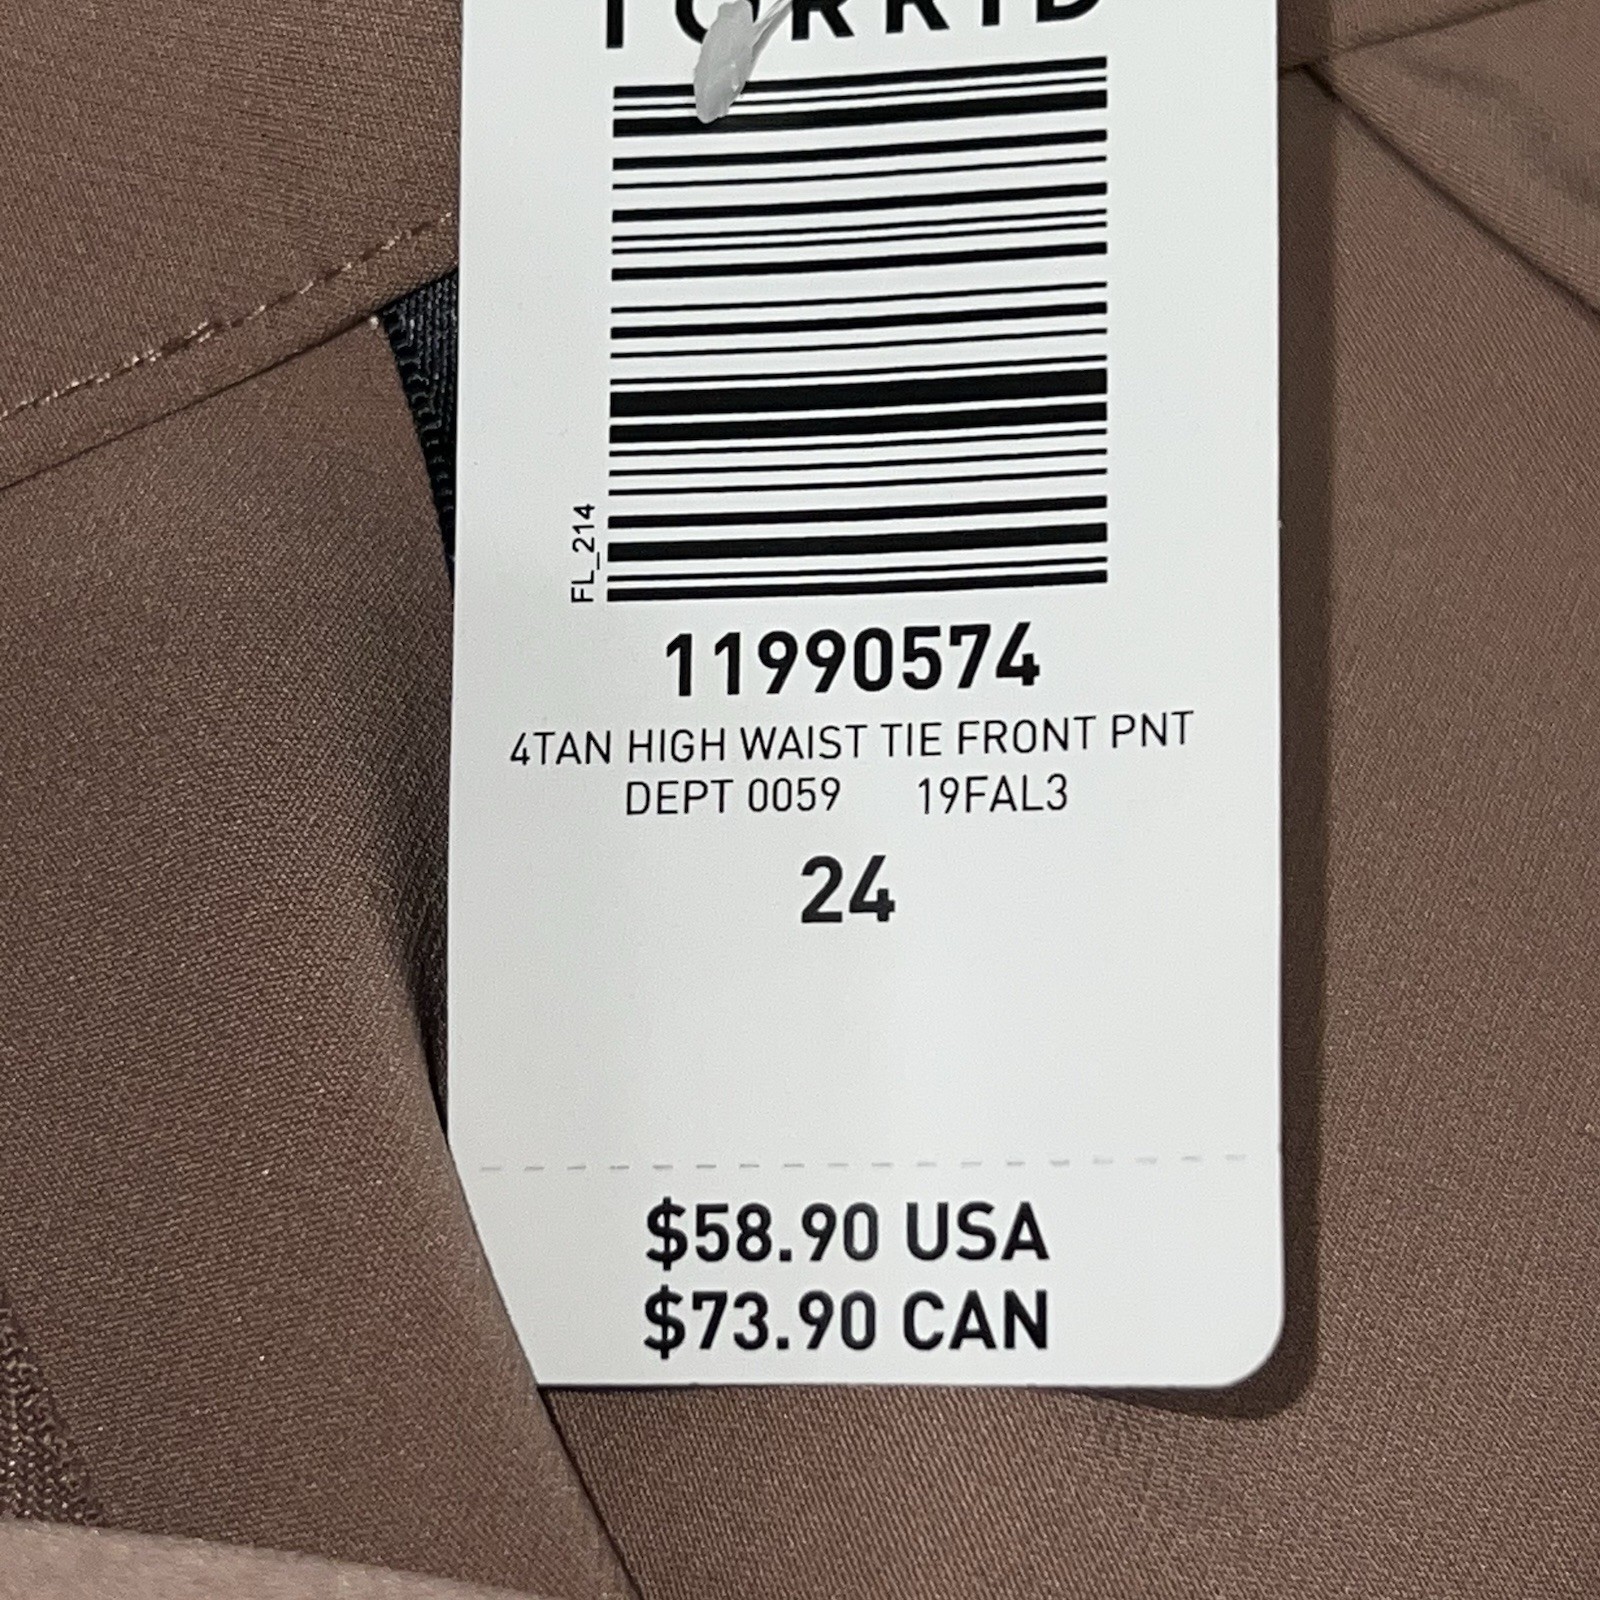 TORRID
FL_214
11990574
4TAN HIGH WAIST TIE FRONT PNT
DEPT 0059 19FAL3
24
$58.90 USA
$73.90 CAN